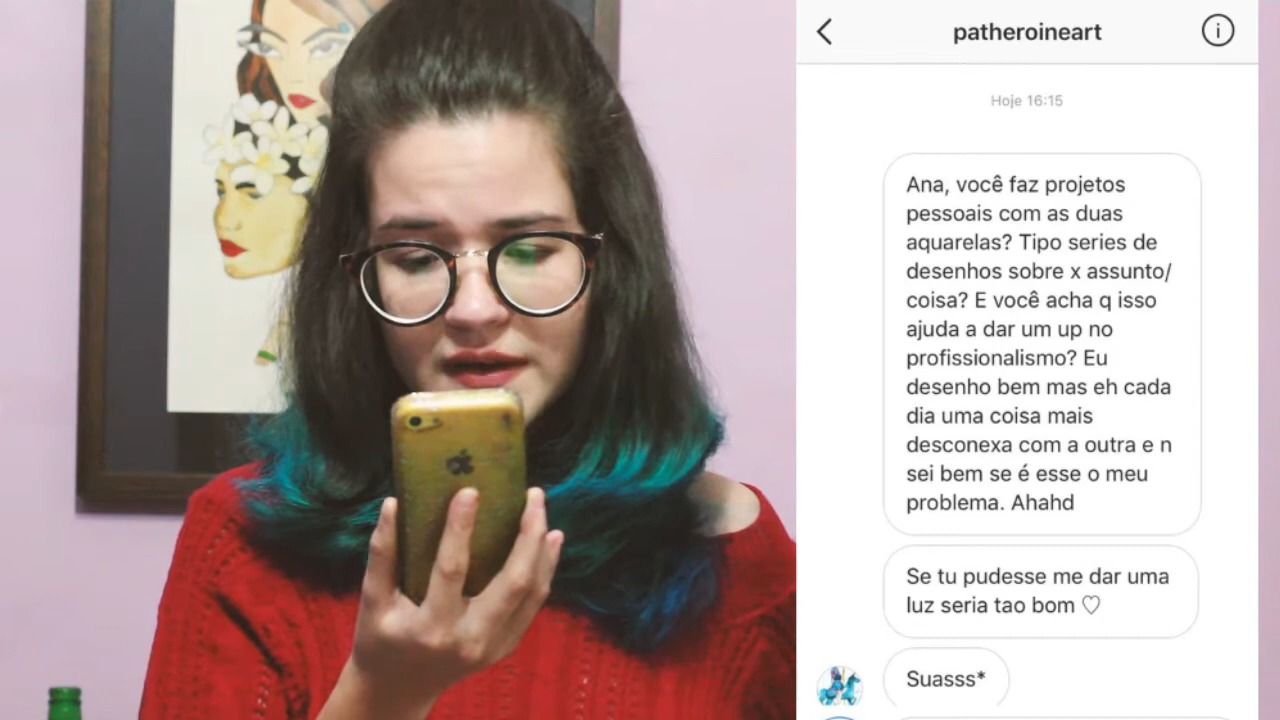 patheroineart
Hoje 16:15
Ana, você faz projetos
pessoais com as duas
aquarelas? Tipo series de
desenhos sobre x assunto/
coisa? E você acha q isso
ajuda a dar um up no
profissionalismo? Eu
desenho bem mas eh cada
dia uma coisa mais
desconexa com a outra e n
sei bem se é esse o meu
problema. Ahahd
Se tu pudesse me dar uma
luz seria tao bom ♡
Suasss*